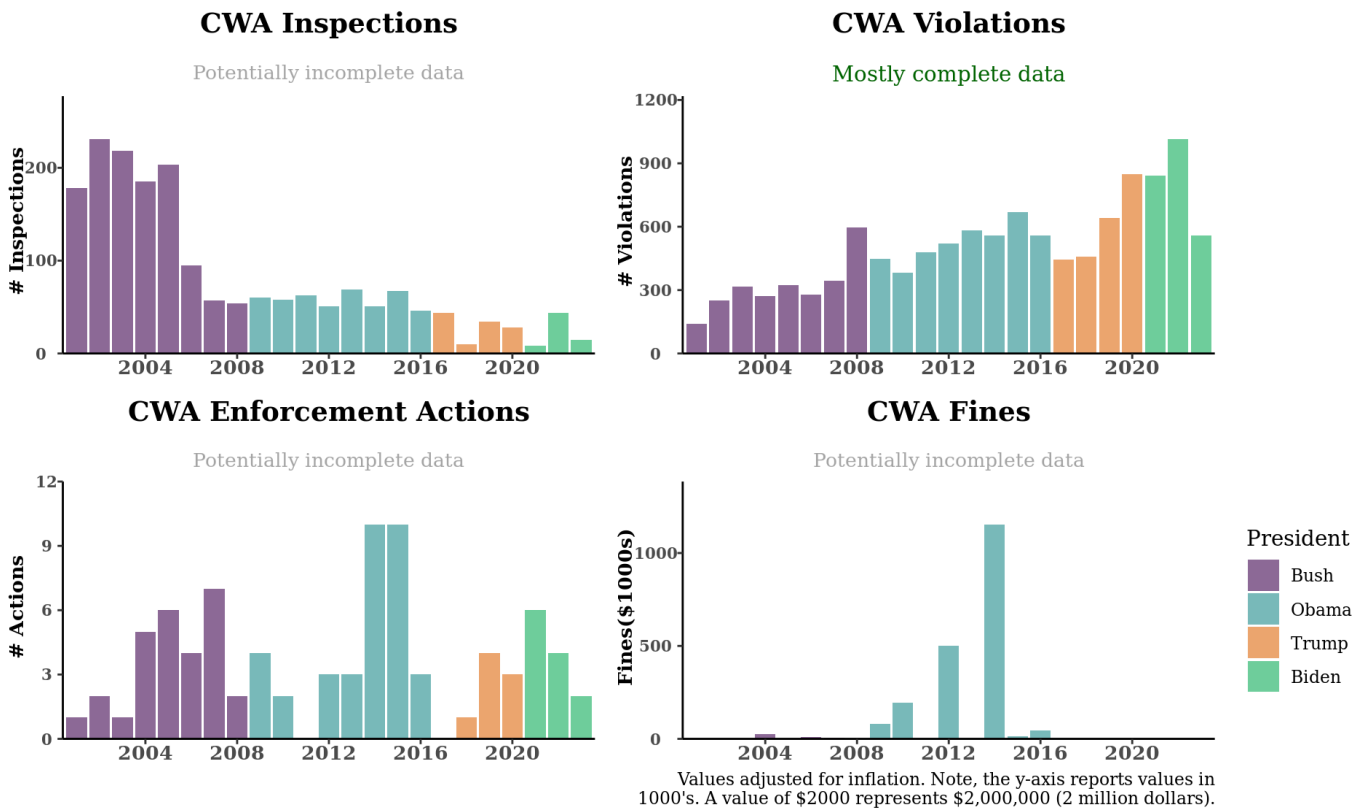 CWA Inspections
Potentially incomplete data
# Inspections
200
100
0
2004 2008 2012 2016 2020
CWA Violations
Mostly complete data
# Violations
1200
900
600
300
0
2004 2008 2012 2016 2020
CWA Enforcement Actions
Potentially incomplete data
# Actions
12
9
6
3
0
2004 2008 2012 2016 2020
CWA Fines
Potentially incomplete data
Fines($1000s)
1000
500
0
2004 2008 2012 2016 2020
Values adjusted for inflation. Note, the y-axis reports values in
1000's. A value of $2000 represents $2,000,000 (2 million dollars).
President
Bush
Obama
Trump
Biden